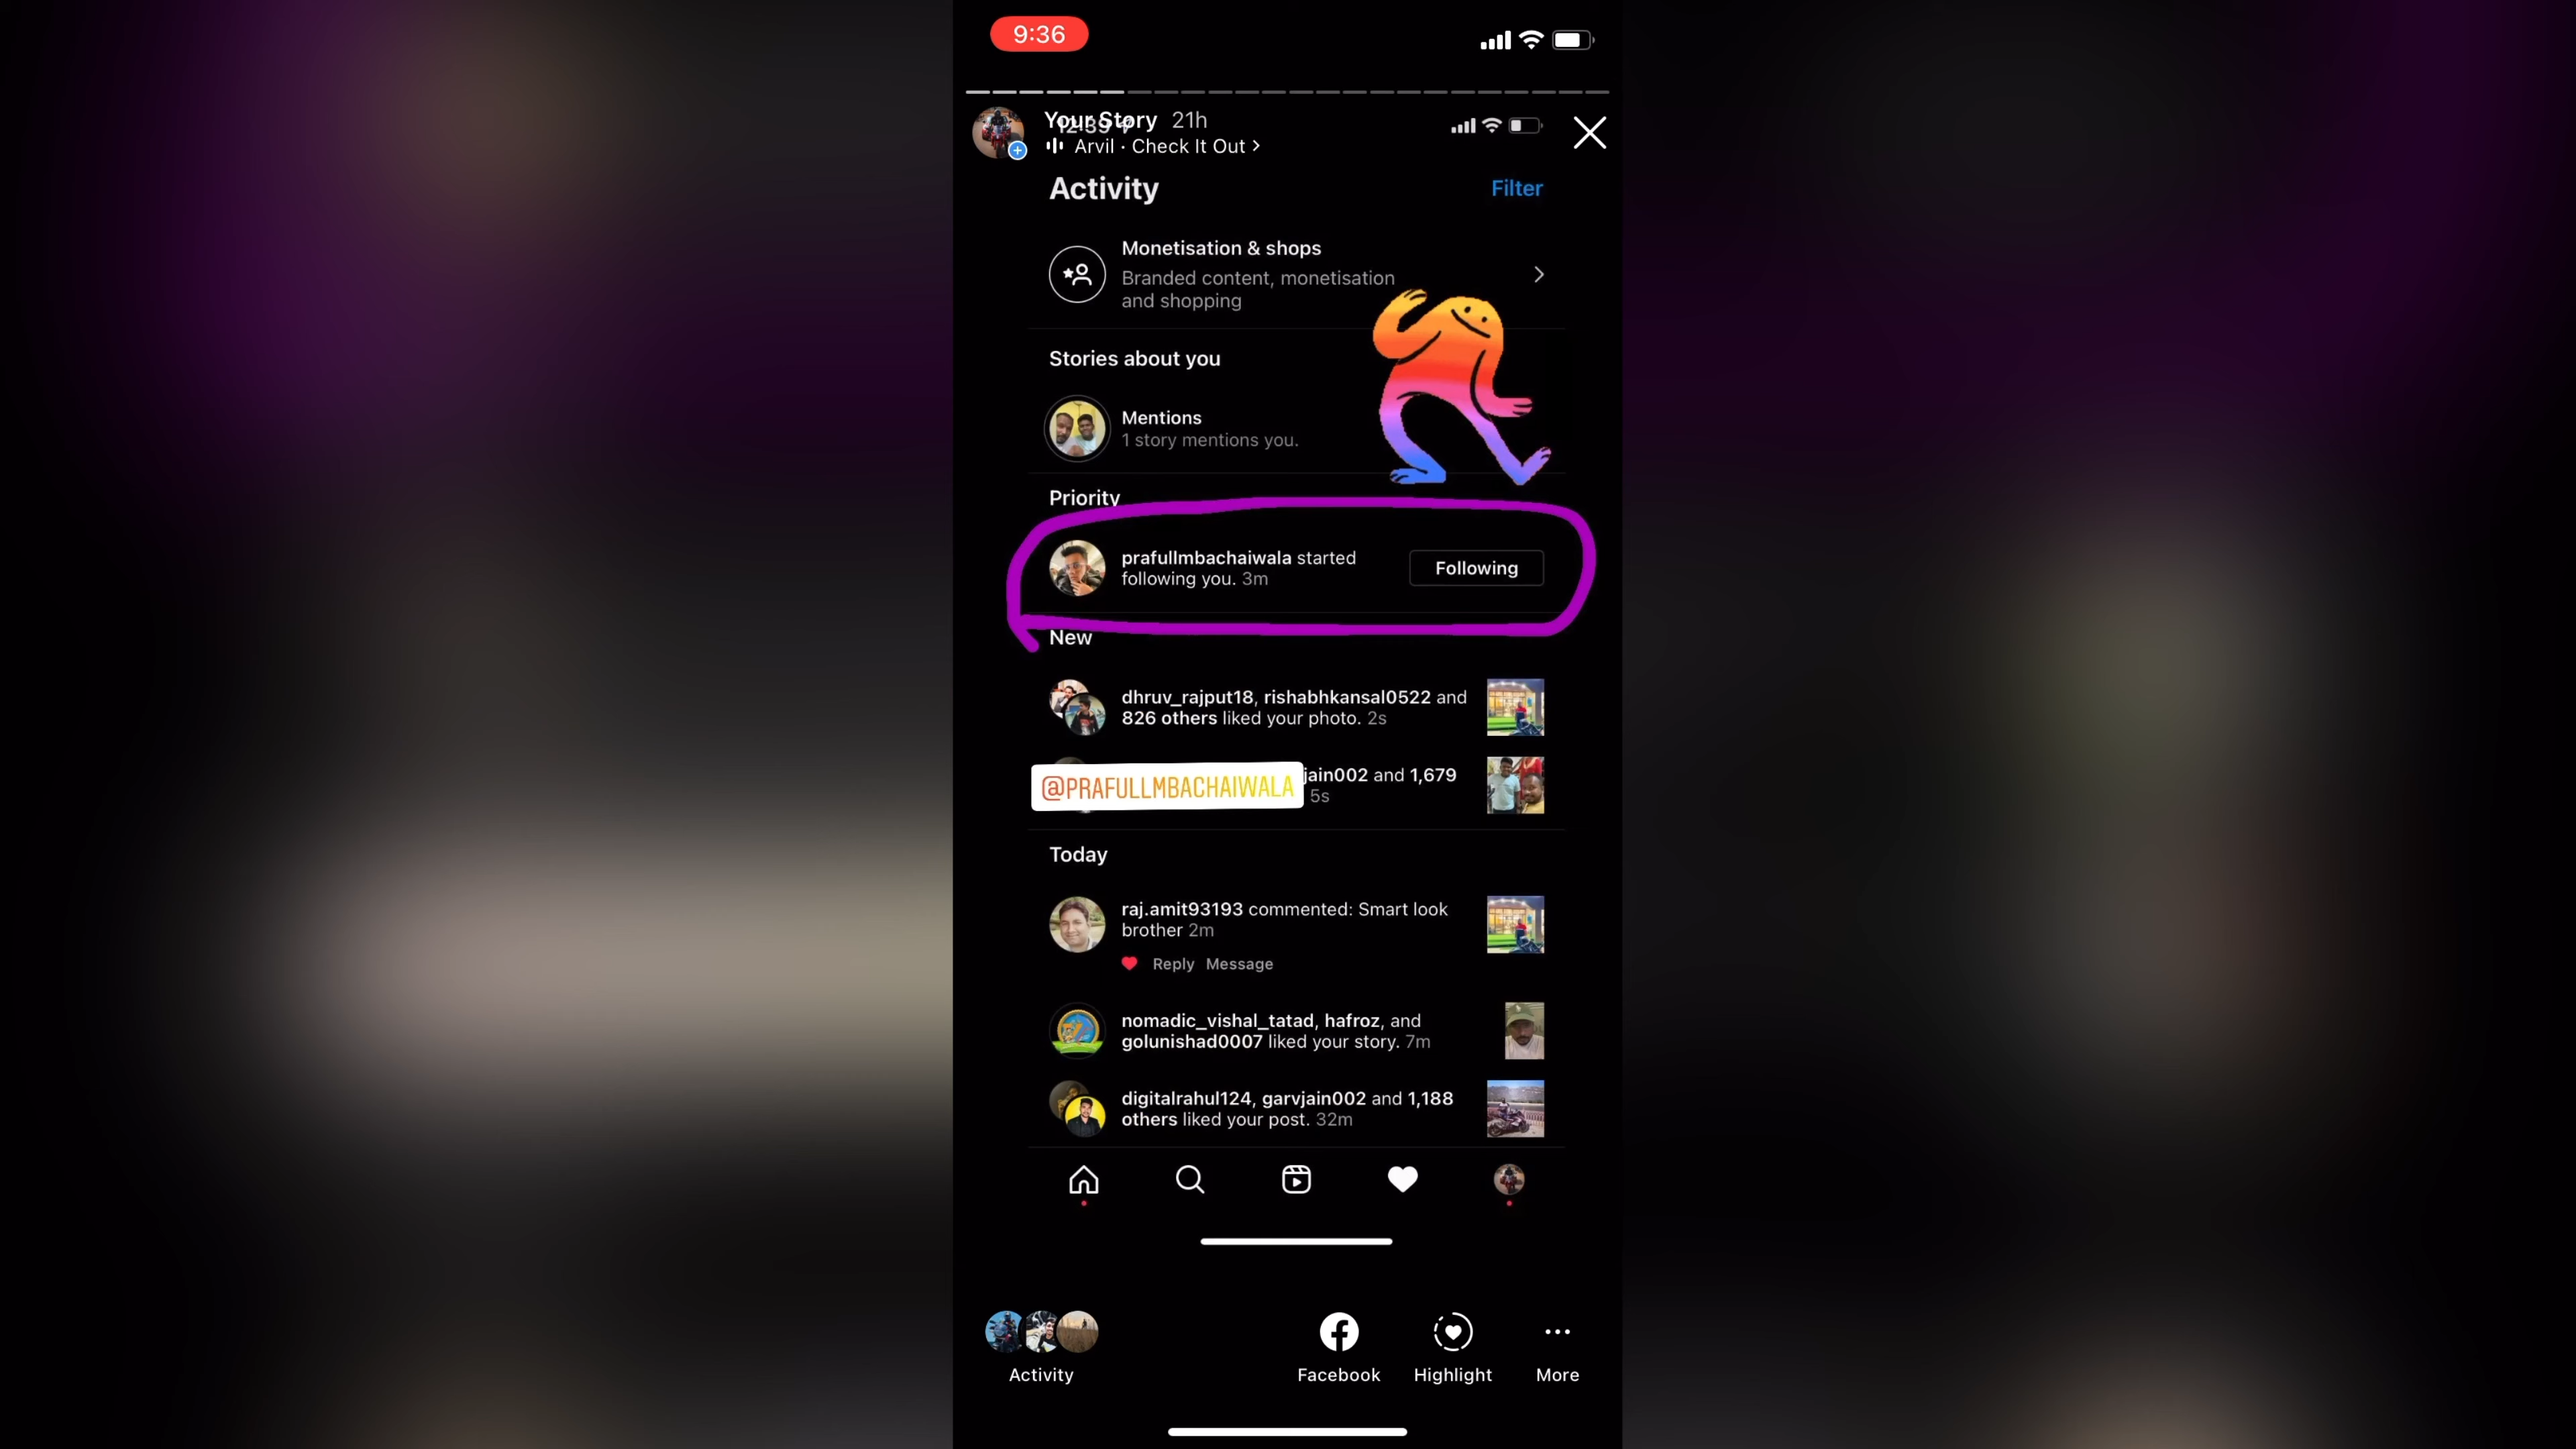 9:36
Your Story 21h
Arvil · Check It Out >
Activity
Filter
Monetisation & shops
Branded content, monetisation
and shopping
Stories about you
Mentions
1 story mentions you.
Priority
prafullmbachaiwala started
following you. 3m
Following
New
dhruv_rajput18, rishabhkansal0522 and
826 others liked your photo. 2s
@PRAFULLMBACHAIWALA
jain002 and 1,679
5s
Today
raj.amit93193 commented: Smart look
brother 2m
Reply Message
nomadic_vishal_tatad, hafroz, and
golunishad0007 liked your story. 7m
digitalrahul124, garvjain002 and 1,188
others liked your post. 32m
Activity
Facebook
Highlight
More